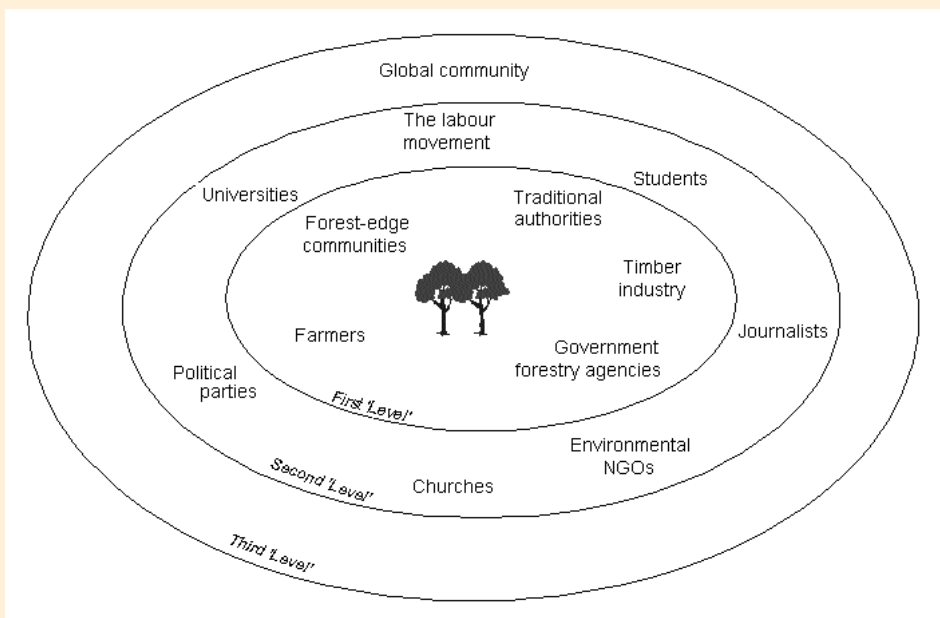 Global community
The labour
movement
Students
Universities
Traditional
authorities
Forest-edge
communities
Timber
industry
Farmers
Journalists
Government
forestry agencies
Political
parties
First 'Level'
Environmental
NGOs
Second 'Level'
Churches
Third 'Level'